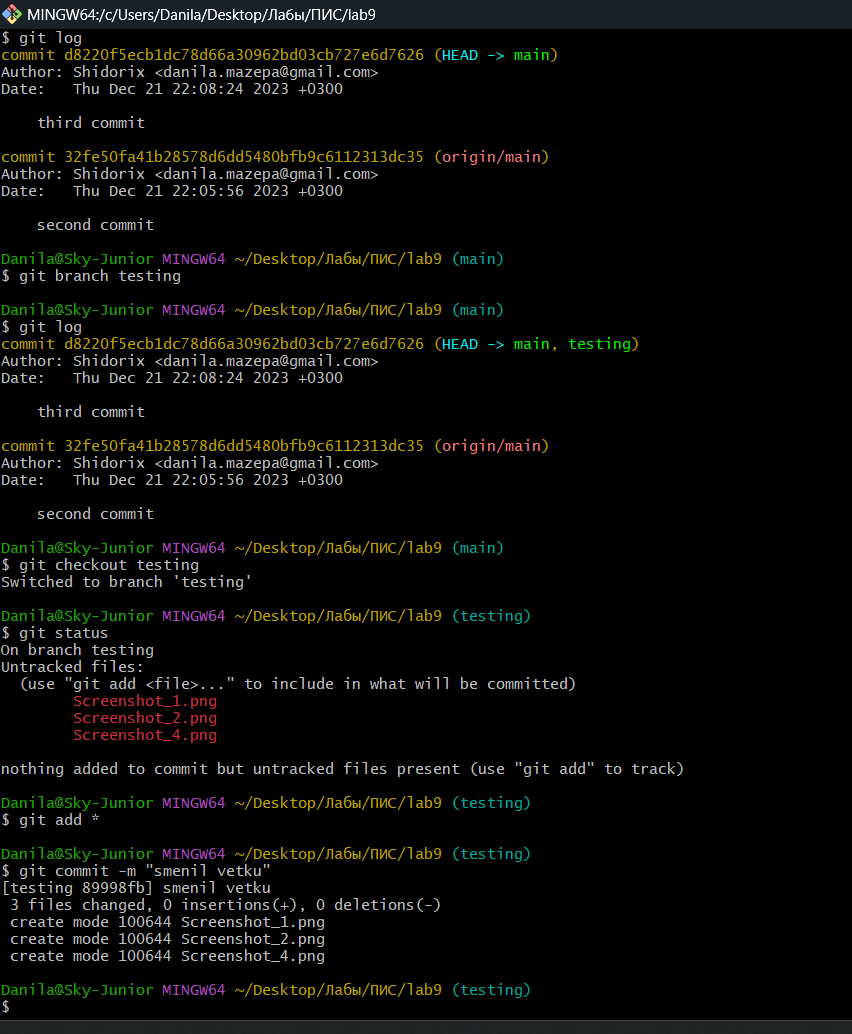 MINGW64:/c/Users/Danila/Desktop/Лабы/ПИС/lab9
$ git log
commit d8220f5ecb1dc78d66a30962bd03cb727e6d7626 (HEAD -> main)
Author: Shidorix <danila.mazepa@gmail.com>
Date:   Thu Dec 21 22:08:24 2023 +0300
    third commit
commit 32fe50fa41b28578d6dd5480bfb9c6112313dc35 (origin/main)
Author: Shidorix <danila.mazepa@gmail.com>
Date:   Thu Dec 21 22:05:56 2023 +0300
    second commit
Danila@Sky-Junior MINGW64 ~/Desktop/Лабы/ПИС/lab9 (main)
$ git branch testing
Danila@Sky-Junior MINGW64 ~/Desktop/Лабы/ПИС/lab9 (main)
$ git log
commit d8220f5ecb1dc78d66a30962bd03cb727e6d7626 (HEAD -> main, testing)
Author: Shidorix <danila.mazepa@gmail.com>
Date:   Thu Dec 21 22:08:24 2023 +0300
    third commit
commit 32fe50fa41b28578d6dd5480bfb9c6112313dc35 (origin/main)
Author: Shidorix <danila.mazepa@gmail.com>
Date:   Thu Dec 21 22:05:56 2023 +0300
    second commit
Danila@Sky-Junior MINGW64 ~/Desktop/Лабы/ПИС/lab9 (main)
$ git checkout testing
Switched to branch 'testing'
Danila@Sky-Junior MINGW64 ~/Desktop/Лабы/ПИС/lab9 (testing)
$ git status
On branch testing
Untracked files:
  (use "git add <file>..." to include in what will be committed)
        Screenshot_1.png
        Screenshot_2.png
        Screenshot_4.png
nothing added to commit but untracked files present (use "git add" to track)
Danila@Sky-Junior MINGW64 ~/Desktop/Лабы/ПИС/lab9 (testing)
$ git add *
Danila@Sky-Junior MINGW64 ~/Desktop/Лабы/ПИС/lab9 (testing)
$ git commit -m "smenil vetku"
[testing 89998fb] smenil vetku
 3 files changed, 0 insertions(+), 0 deletions(-)
 create mode 100644 Screenshot_1.png
 create mode 100644 Screenshot_2.png
 create mode 100644 Screenshot_4.png
Danila@Sky-Junior MINGW64 ~/Desktop/Лабы/ПИС/lab9 (testing)
$